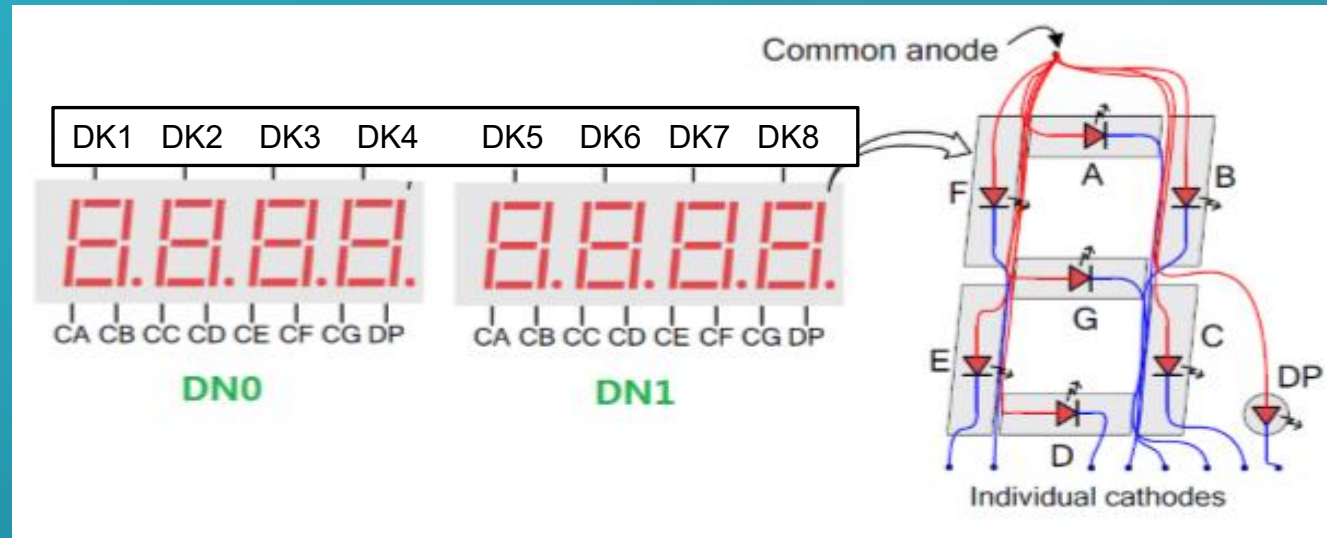 Common anode
DK1 DK2 DK3 DK4 DK5 DK6 DK7 DK8
A
F
B
G
E
C
DP
D
CA CB CC CD CE CF CG DP
CA CB CC CD CE CF CG DP
DN0
DN1
Individual cathodes